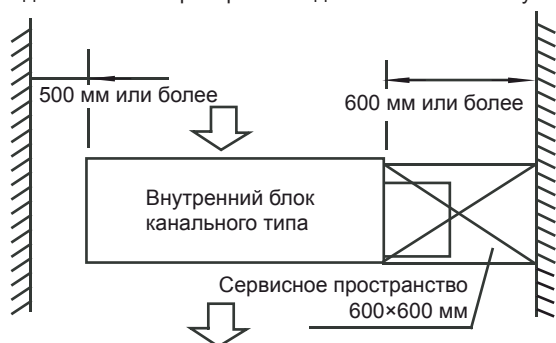 500 мм или более
600 мм или более
Внутренний блок
канального типа
Сервисное пространство
600×600 мм